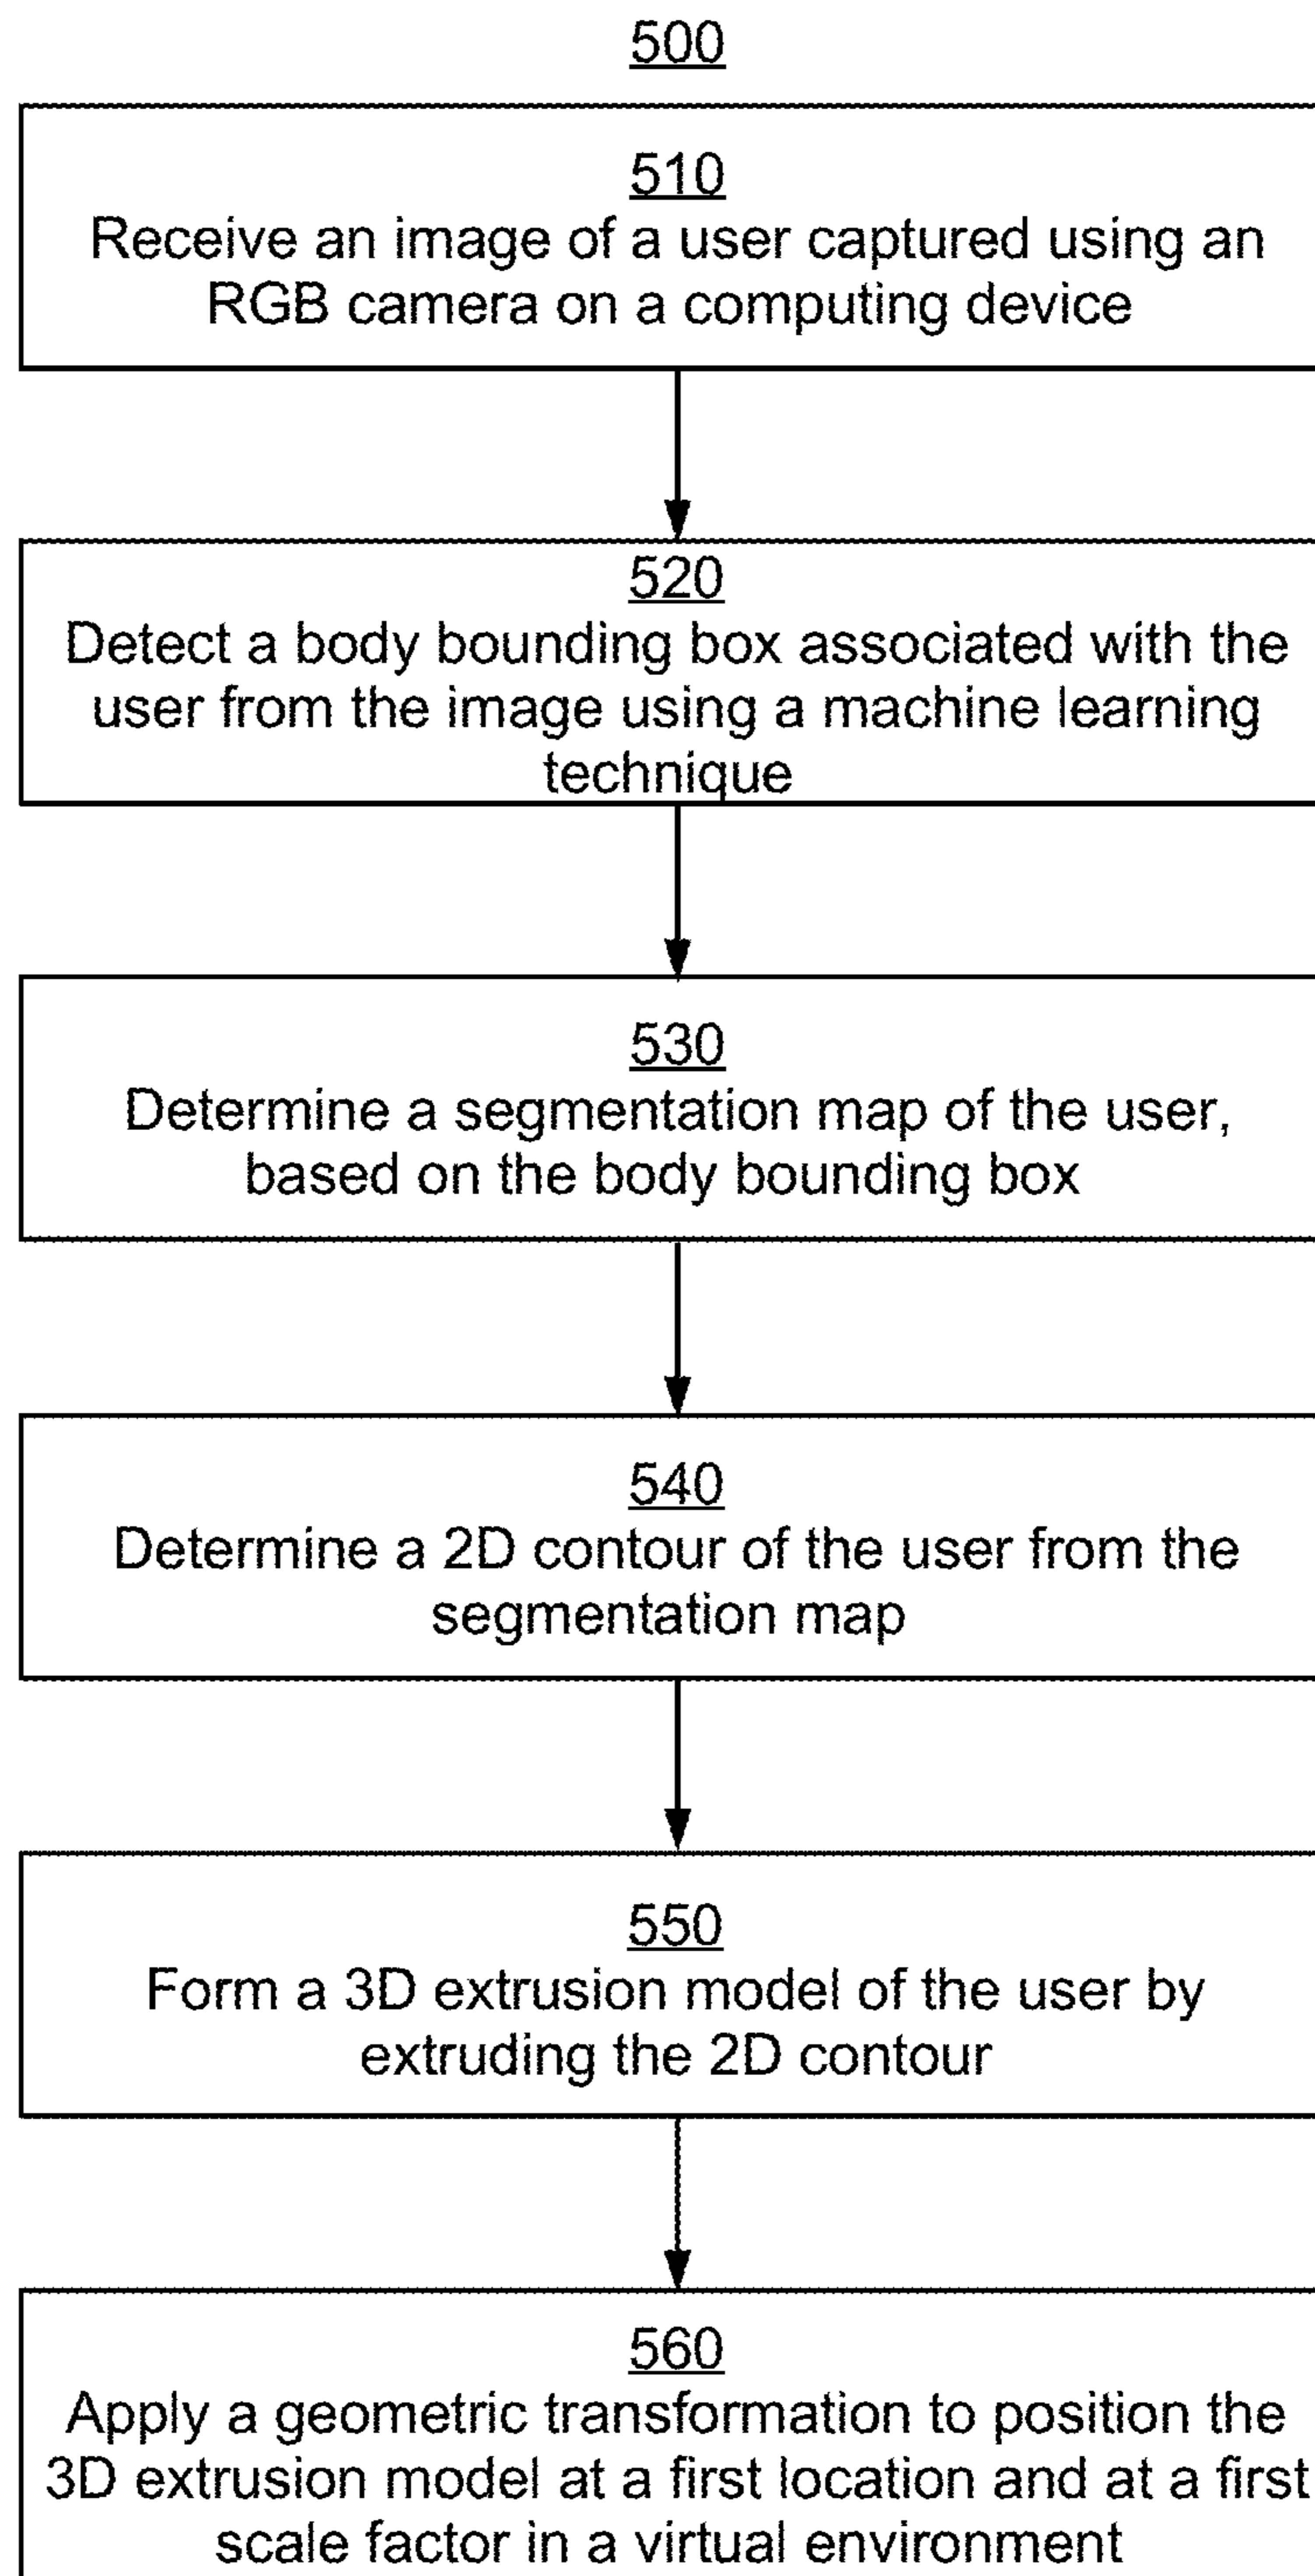 500
510
Receive an image of a user captured using an
RGB camera on a computing device
520
Detect a body bounding box associated with the
user from the image using a machine learning
technique
530
Determine a segmentation map of the user,
based on the body bounding box
540
Determine a 2D contour of the user from the
segmentation map
550
Form a 3D extrusion model of the user by
extruding the 2D contour
560
Apply a geometric transformation to position the
3D extrusion model at a first location and at a first
scale factor in a virtual environment